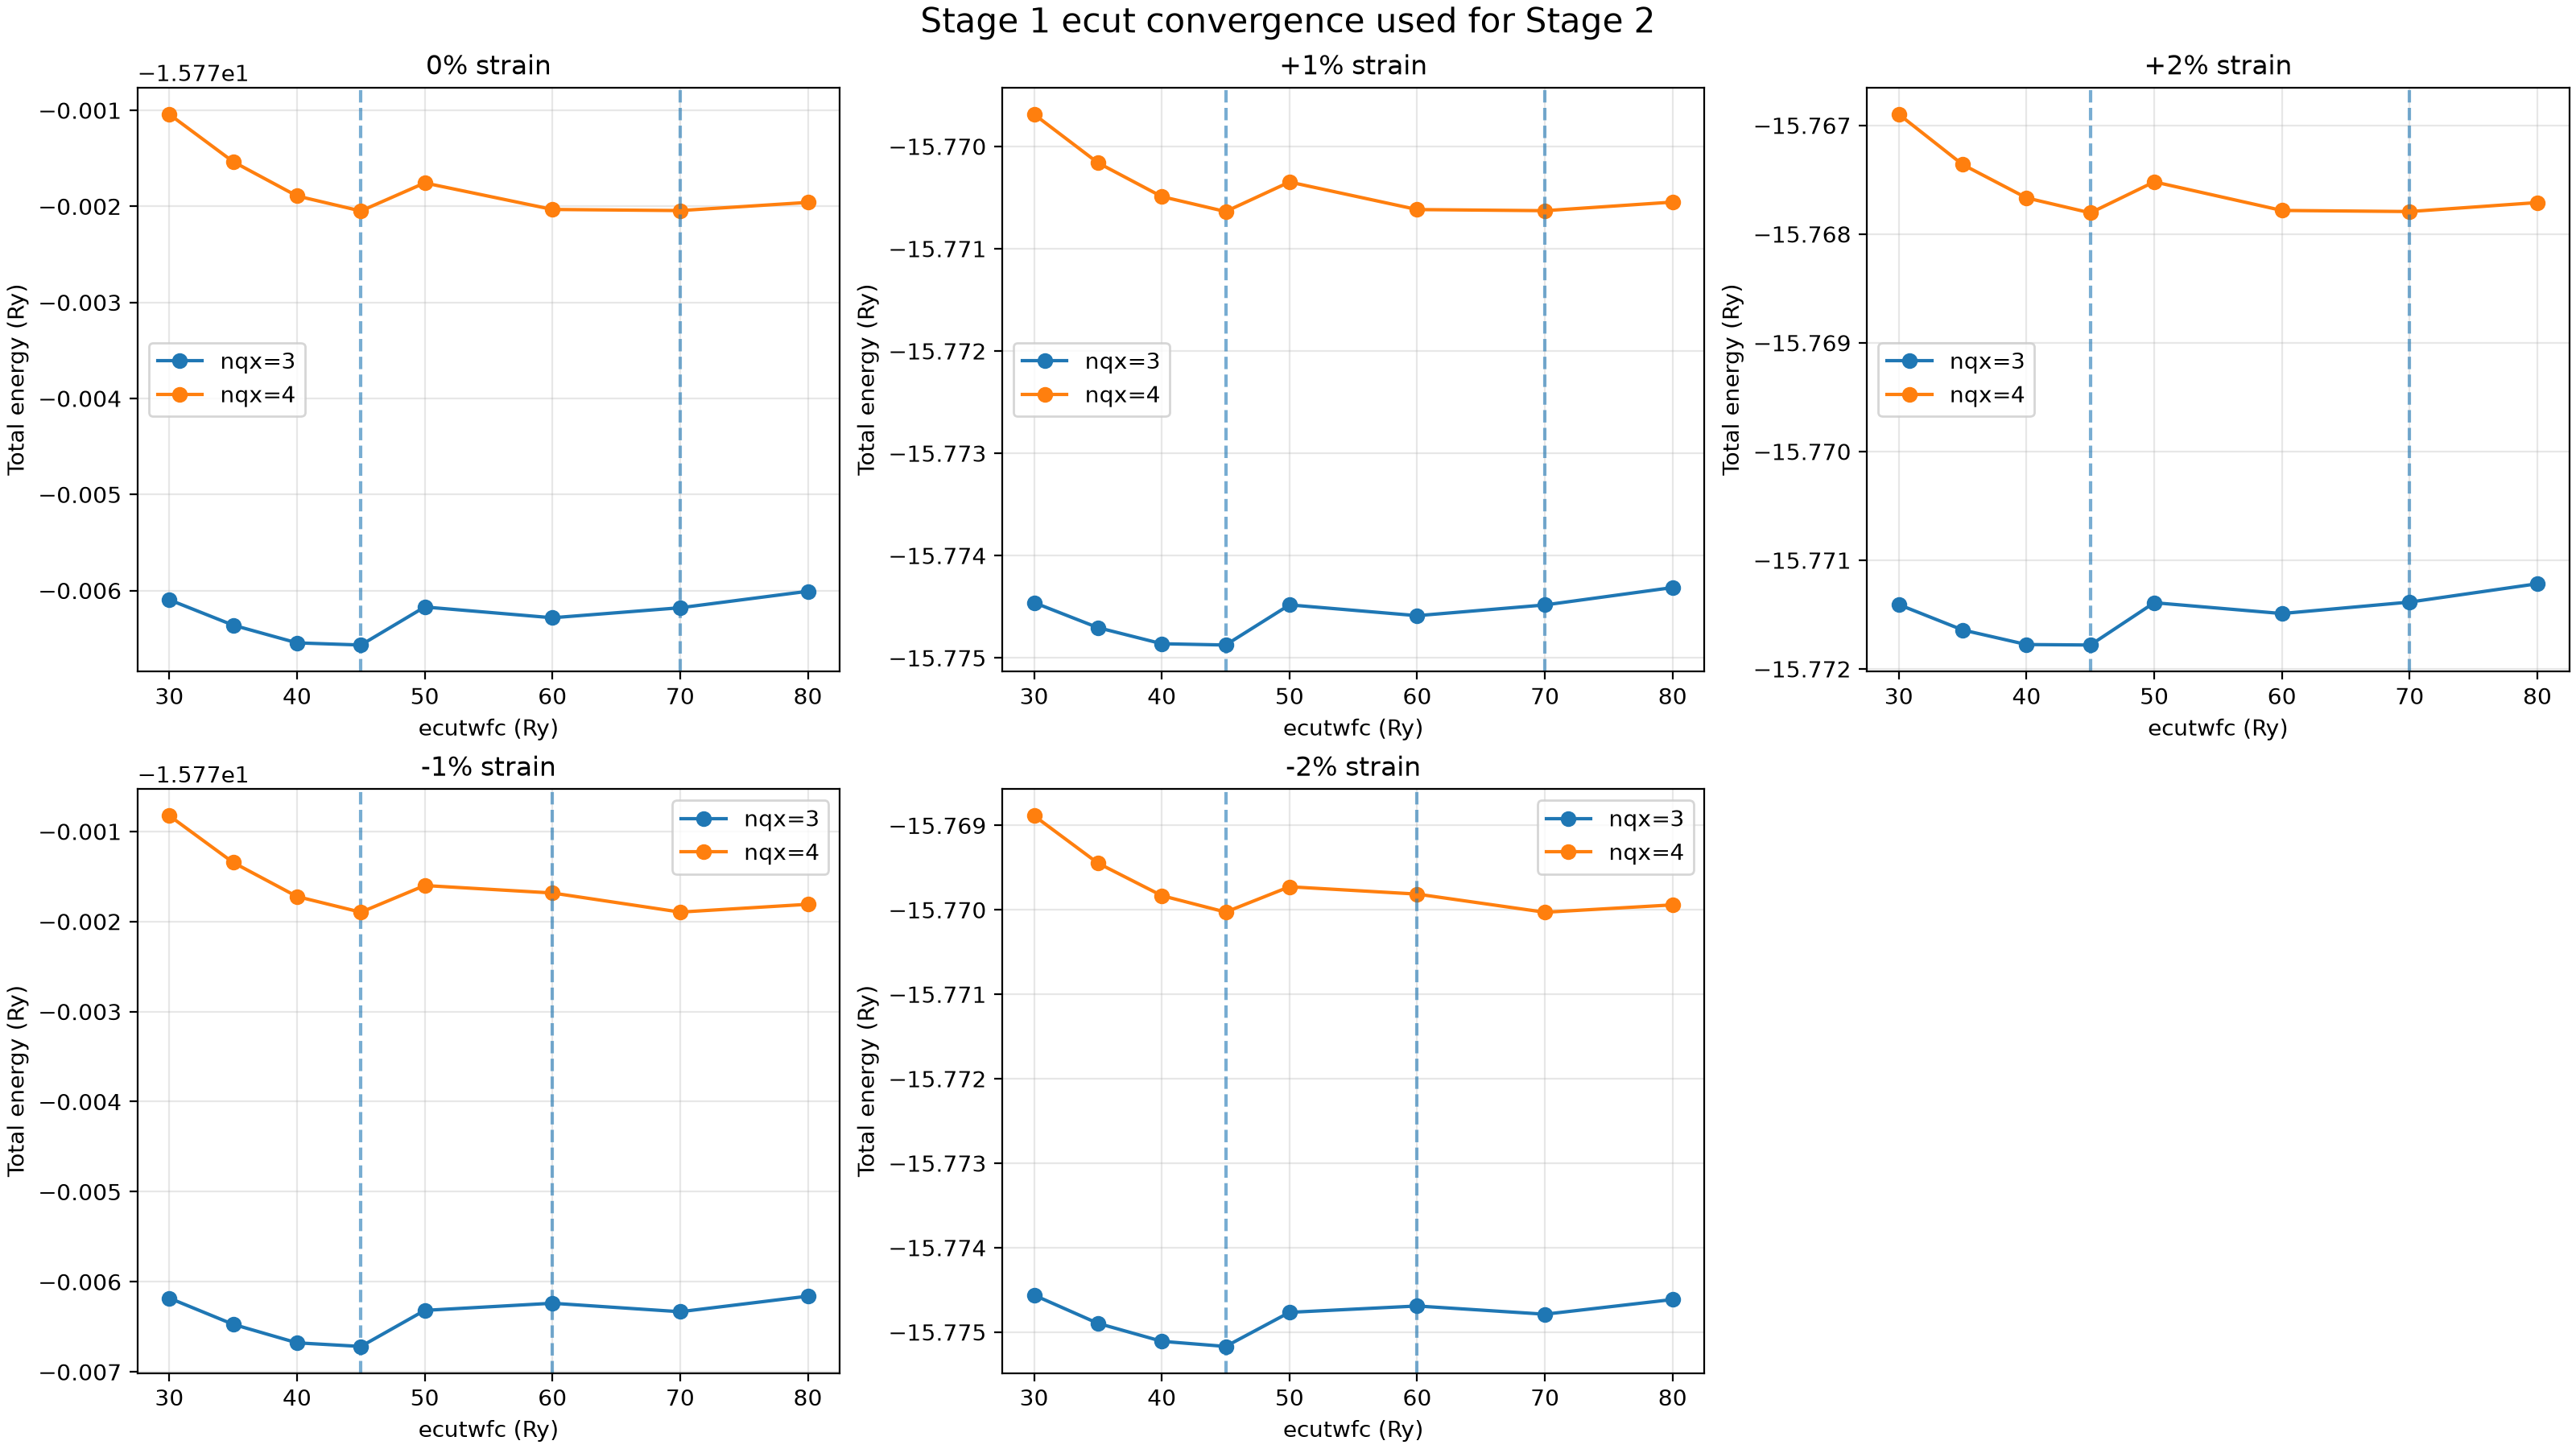 Stage 1 ecut convergence used for Stage 2
0% strain
−1.577e1
−0.001
−0.002
−0.003
−0.004
−0.005
−0.006
Total energy (Ry)
nqx=3
nqx=4
30 40 50 60 70 80
ecutwfc (Ry)
+1% strain
−15.770
−15.771
−15.772
−15.773
−15.774
−15.775
Total energy (Ry)
nqx=3
nqx=4
30 40 50 60 70 80
ecutwfc (Ry)
+2% strain
−15.767
−15.768
−15.769
−15.770
−15.771
−15.772
Total energy (Ry)
nqx=3
nqx=4
30 40 50 60 70 80
ecutwfc (Ry)
-1% strain
−1.577e1
−0.001
−0.002
−0.003
−0.004
−0.005
−0.006
−0.007
Total energy (Ry)
nqx=3
nqx=4
30 40 50 60 70 80
ecutwfc (Ry)
-2% strain
−15.769
−15.770
−15.771
−15.772
−15.773
−15.774
−15.775
Total energy (Ry)
nqx=3
nqx=4
30 40 50 60 70 80
ecutwfc (Ry)